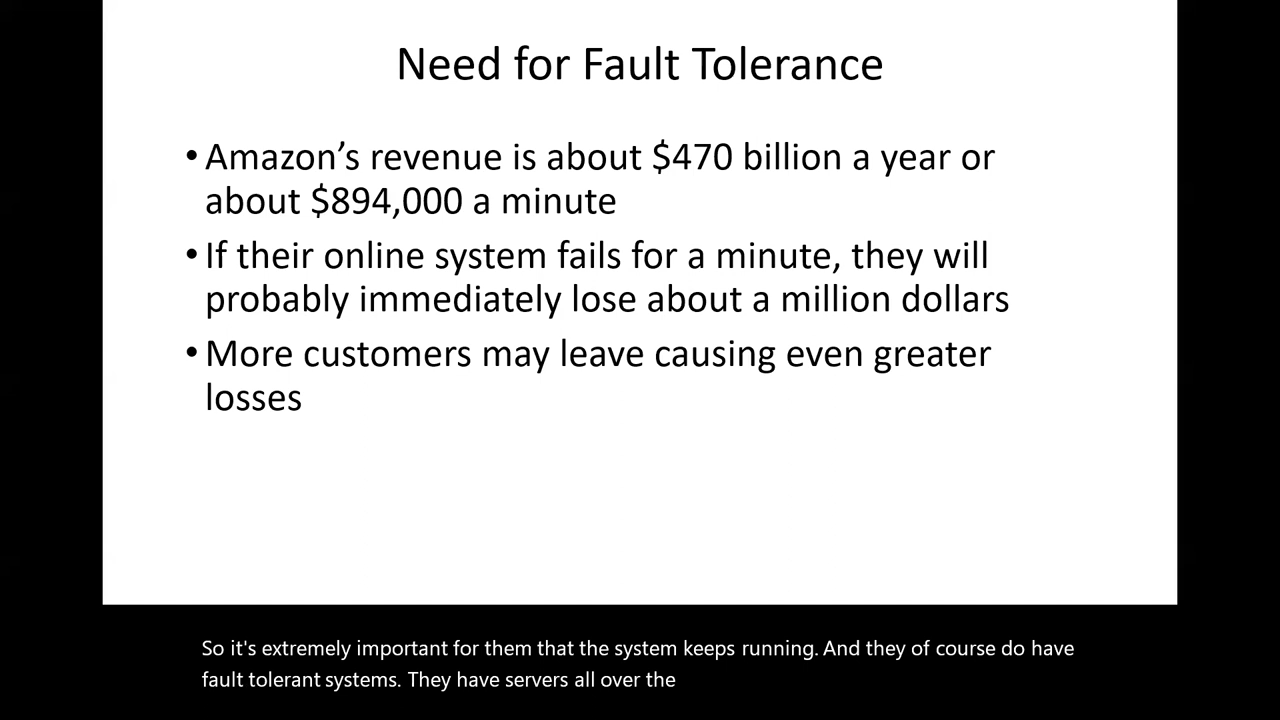 Need for Fault Tolerance
•Amazon’s revenue is about $470 billion a year or
about $894,000 a minute
•If their online system fails for a minute, they will
probably immediately lose about a million dollars
•More customers may leave causing even greater
losses
So it's extremely important for them that the system keeps running. And they of course do have
fault tolerant systems. They have servers all over the